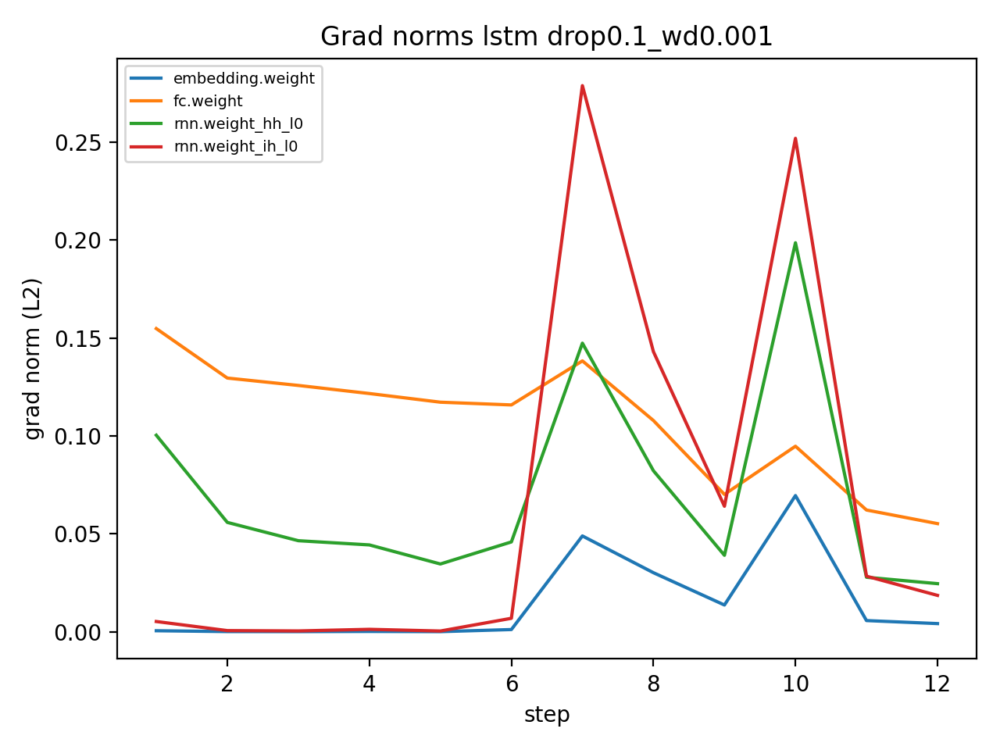 Grad norms lstm drop0.1_wd0.001
embedding.weight
fc.weight
rnn.weight_hh_l0
rnn.weight_ih_l0
grad norm (L2)
0.25
0.20
0.15
0.10
0.05
0.00
2 4 6 8 10 12
step